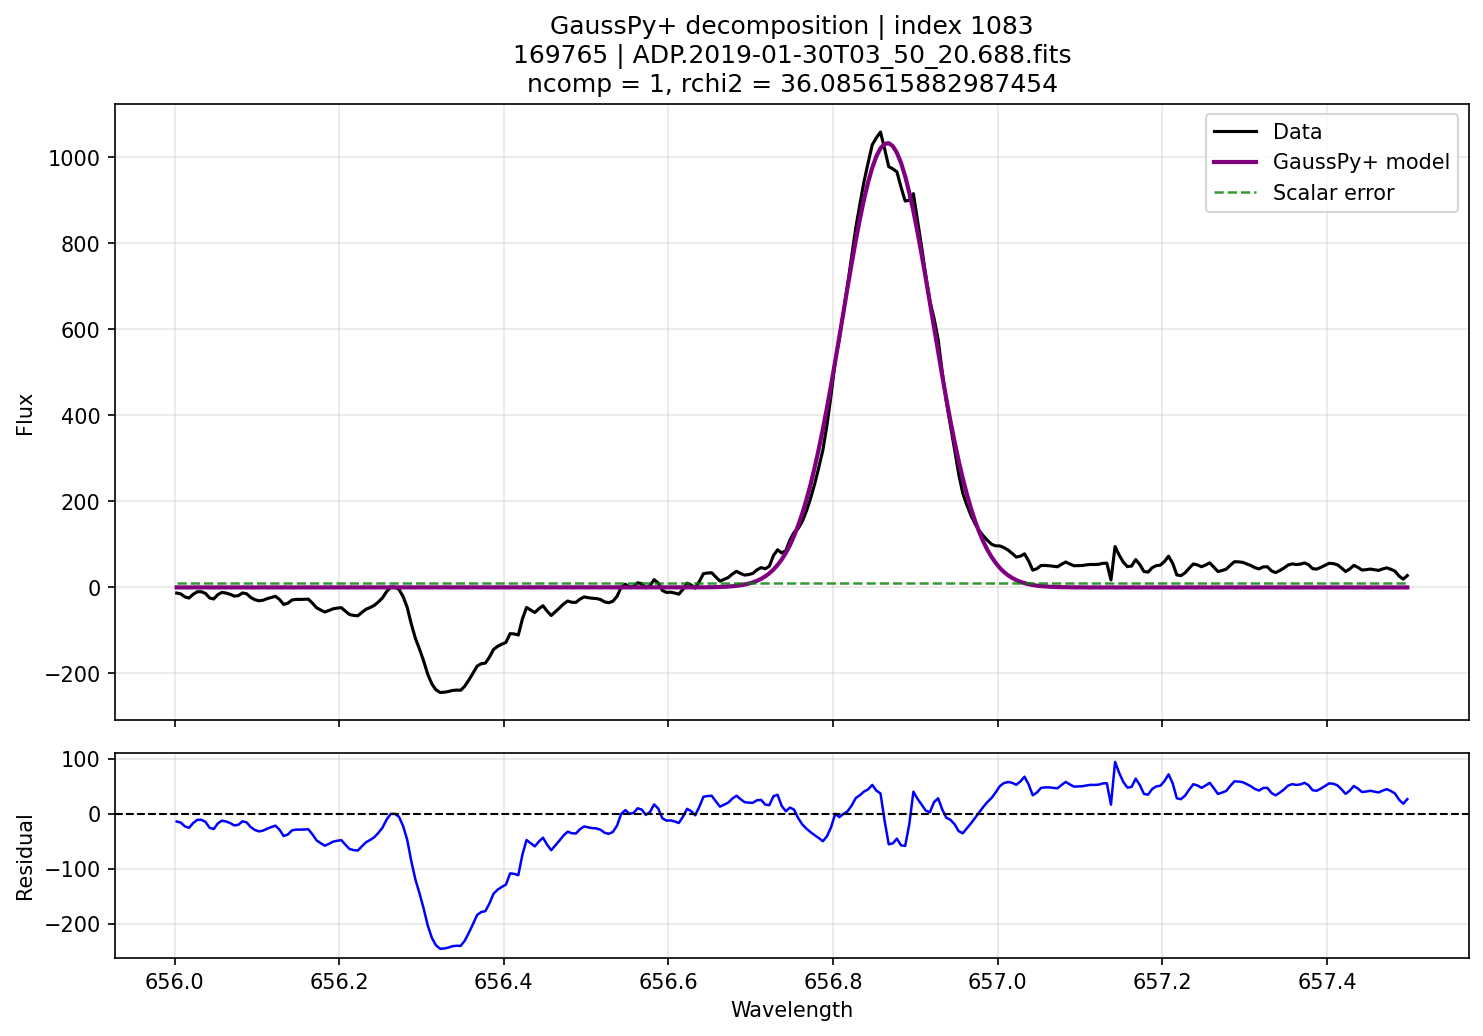 GaussPy+ decomposition | index 1083
169765 | ADP.2019-01-30T03_50_20.688.fits
ncomp = 1, rchi2 = 36.085615882987454
Data
GaussPy+ model
Scalar error
Flux
1000
800
600
400
200
0
−200
Residual
100
0
−100
−200
656.0 656.2 656.4 656.6 656.8 657.0 657.2 657.4
Wavelength